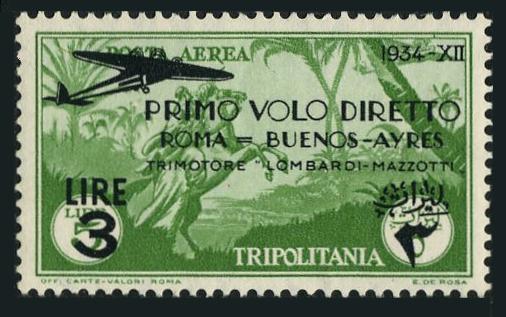 POSTA AEREA 1934-XII
PRIMO VOLO DIRETTO
ROMA = BUENOS-AYRES
TRIMOTORE "LOMBARDI-MAZZOTTI
LIRE
3 ٣
TRIPOLITANIA
OFF. CARTE-VALORI ROMA E. DE ROSA